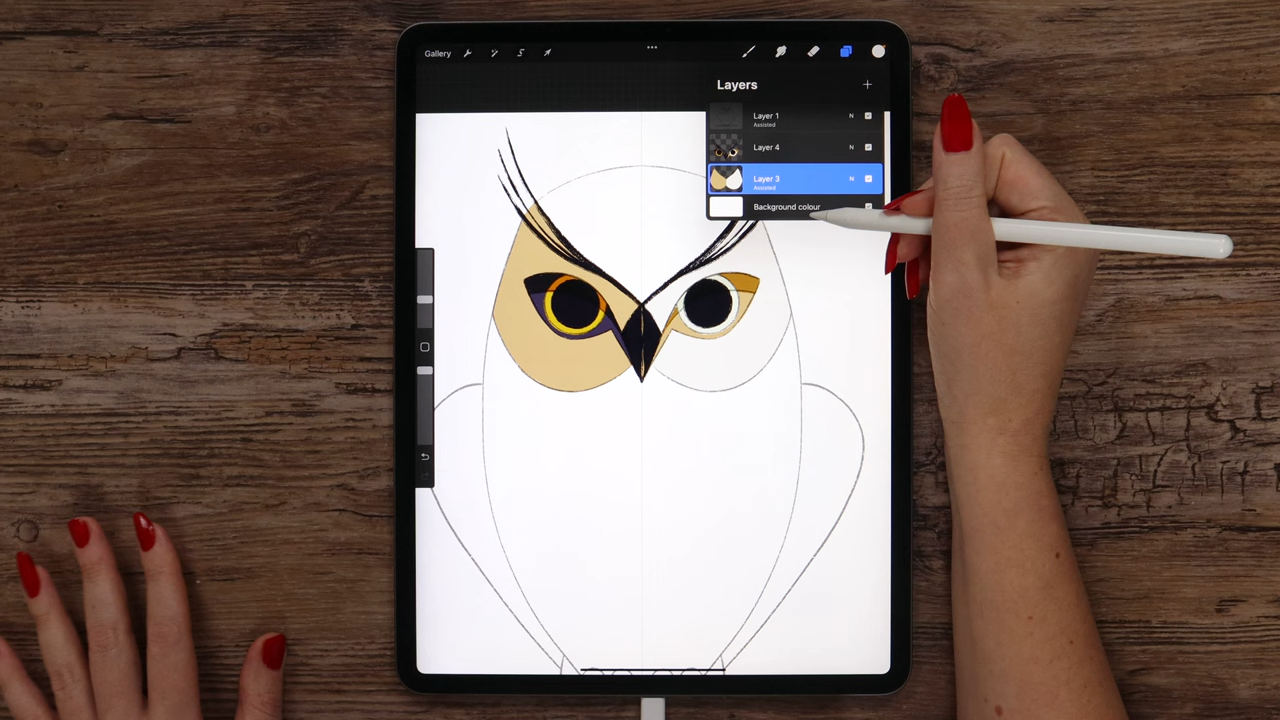 Gallery
Layers
Layer 1
Assisted
N
Layer 4
N
Layer 3
Assisted
N
Background colour